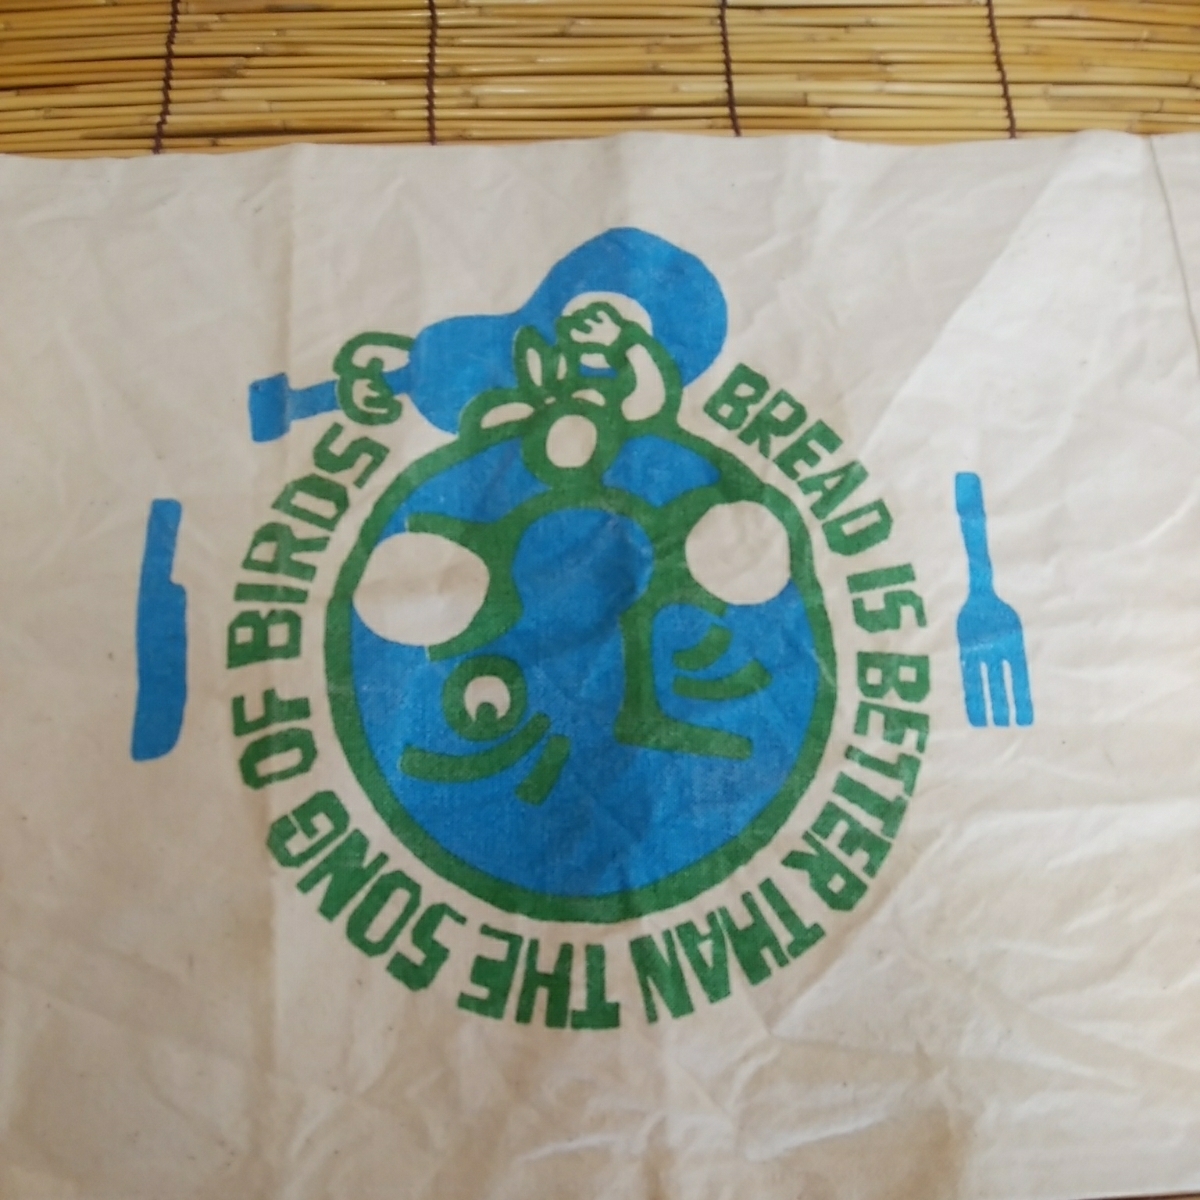 BREAD IS BETTER THAN THE SONG OF BIRDS